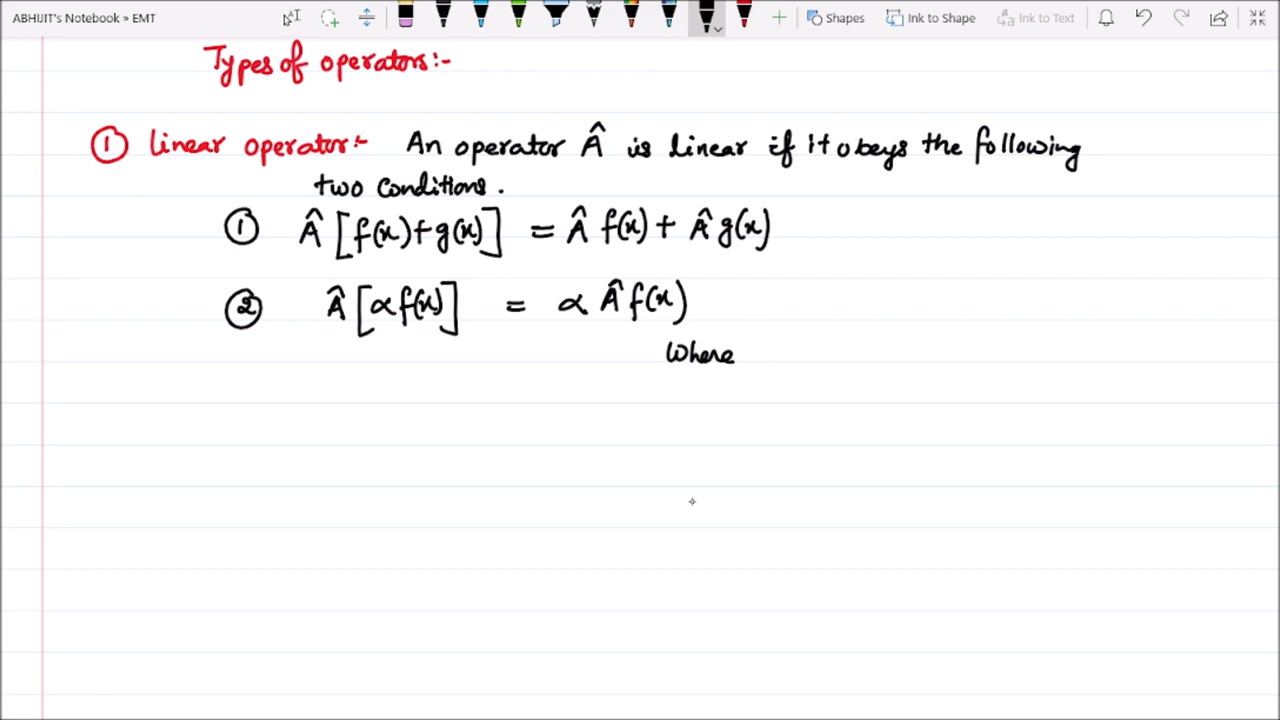 ABHIJIT's Notebook » EMT
Shapes
Ink to Shape
Ink to Text
Types of operators:-
① linear operator:- An operator Â is linear if it obeys the following
two conditions.
① Â [f(x)+g(x)] = Â f(x) + Â g(x)
② Â [αf(x)] = α Â f(x)
Where